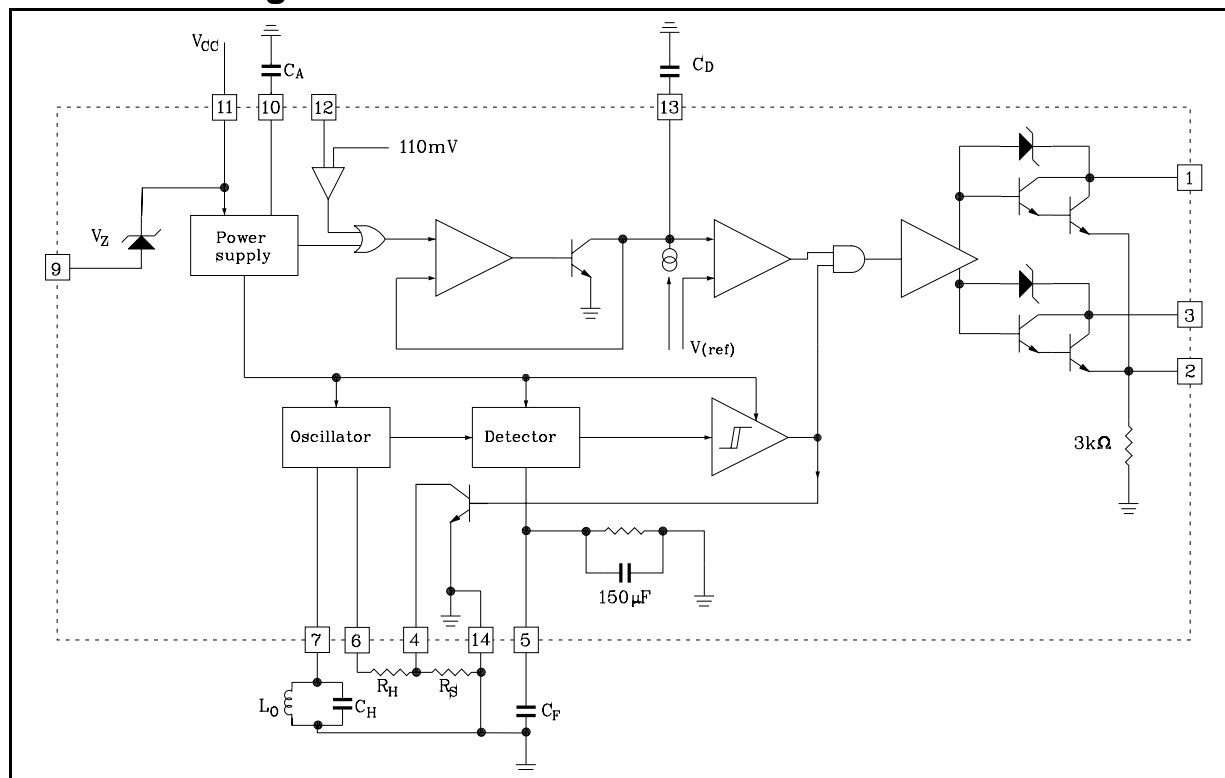 V_CC
C_A
C_D
11
10
12
13
110mV
1
V_Z
Power
supply
9
3
V(ref)
2
Oscillator
Detector
3kΩ
150μF
7
6
4
14
5
R_H
R_S
L_O
C_H
C_F